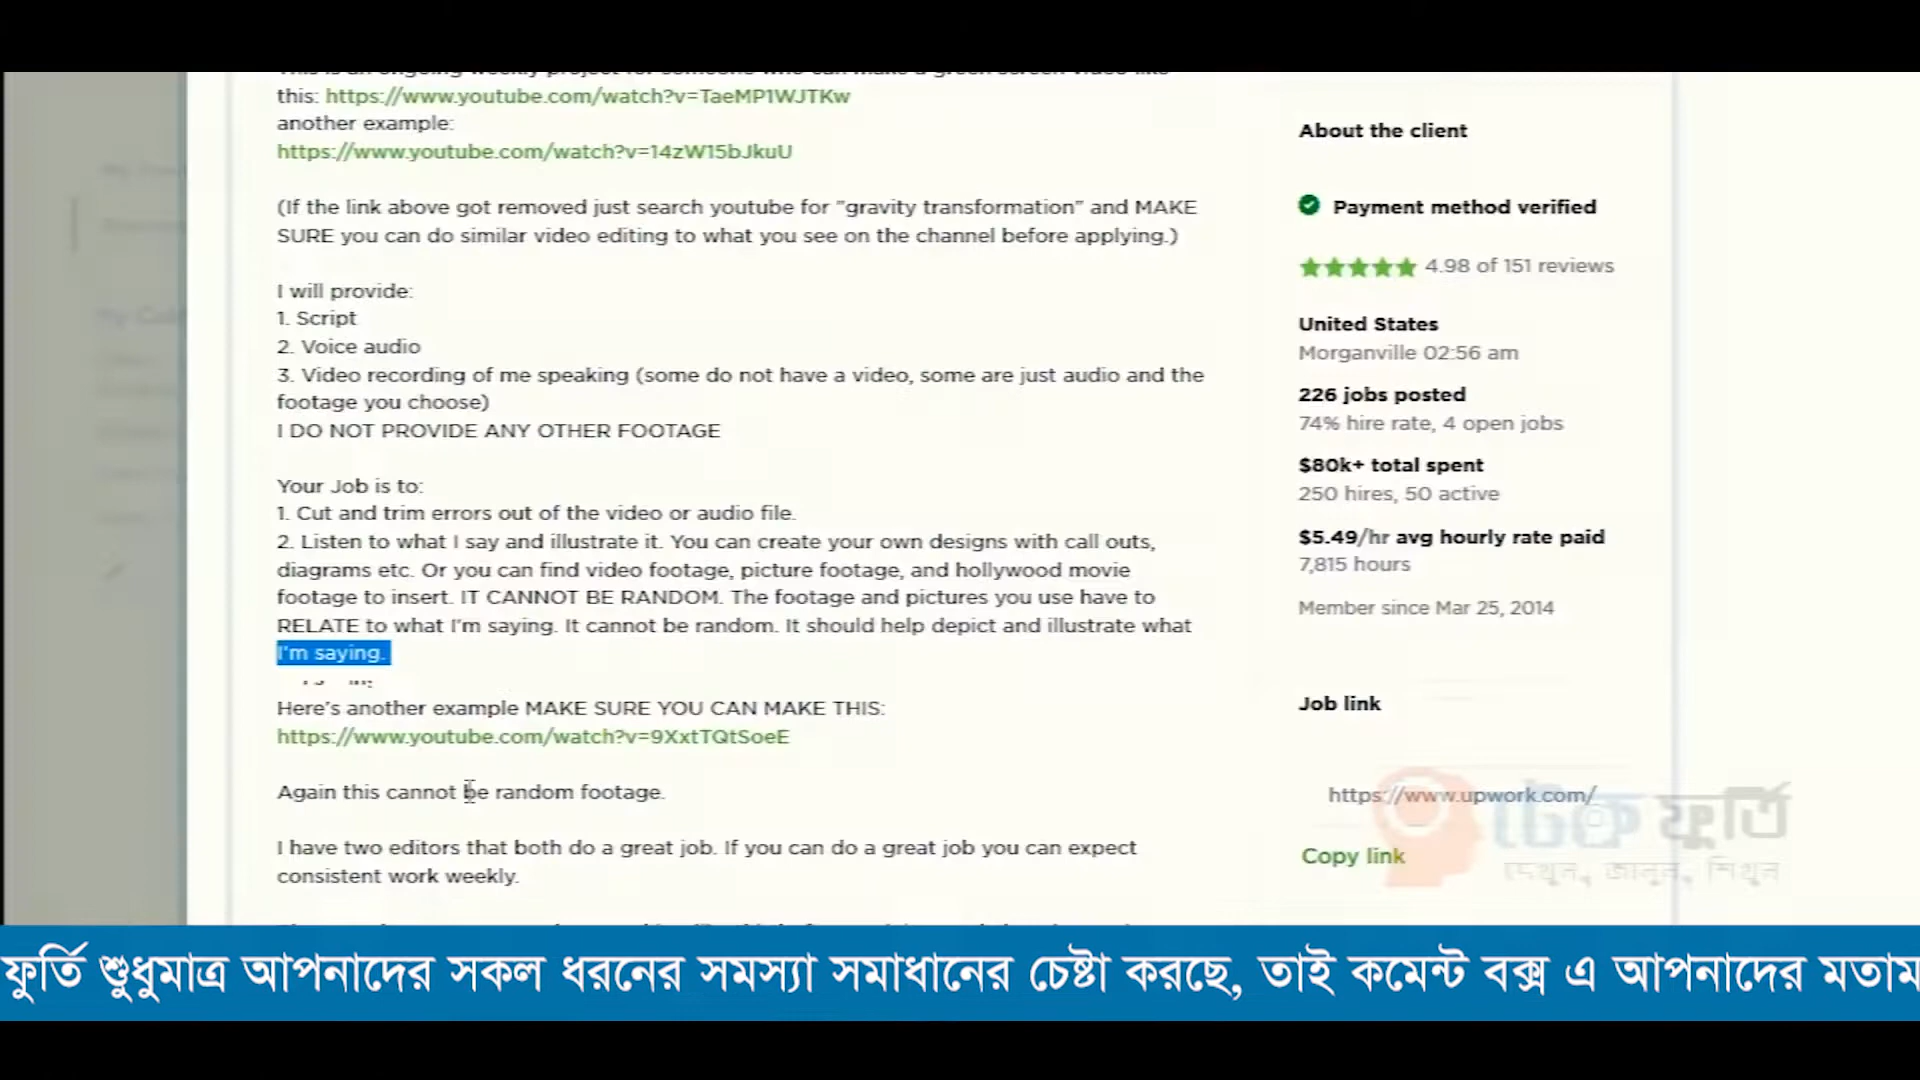 this: https://www.youtube.com/watch?v=TaeMP1WJTKw
another example:
https://www.youtube.com/watch?v=14zW15bJkuU
(If the link above got removed just search youtube for "gravity transformation" and MAKE
SURE you can do similar video editing to what you see on the channel before applying.)
I will provide:
1. Script
2. Voice audio
3. Video recording of me speaking (some do not have a video, some are just audio and the
footage you choose)
I DO NOT PROVIDE ANY OTHER FOOTAGE
Your Job is to:
1. Cut and trim errors out of the video or audio file.
2. Listen to what I say and illustrate it. You can create your own designs with call outs,
diagrams etc. Or you can find video footage, picture footage, and hollywood movie
footage to insert. IT CANNOT BE RANDOM. The footage and pictures you use have to
RELATE to what I'm saying. It cannot be random. It should help depict and illustrate what
I'm saying.
Here's another example MAKE SURE YOU CAN MAKE THIS:
https://www.youtube.com/watch?v=9XxtTQtSoeE
Again this cannot be random footage.
I have two editors that both do a great job. If you can do a great job you can expect
consistent work weekly.
About the client
Payment method verified
4.98 of 151 reviews
United States
Morganville 02:56 am
226 jobs posted
74% hire rate, 4 open jobs
$80k+ total spent
250 hires, 50 active
$5.49/hr avg hourly rate paid
7,815 hours
Member since Mar 25, 2014
Job link
https://www.upwork.com/
Copy link
টেক ফুর্তি
দেখুন, জানুন, শিখুন
ফুর্তি শুধুমাত্র আপনাদের সকল ধরনের সমস্যা সমাধানের চেষ্টা করছে, তাই কমেন্ট বক্স এ আপনাদের মতাম